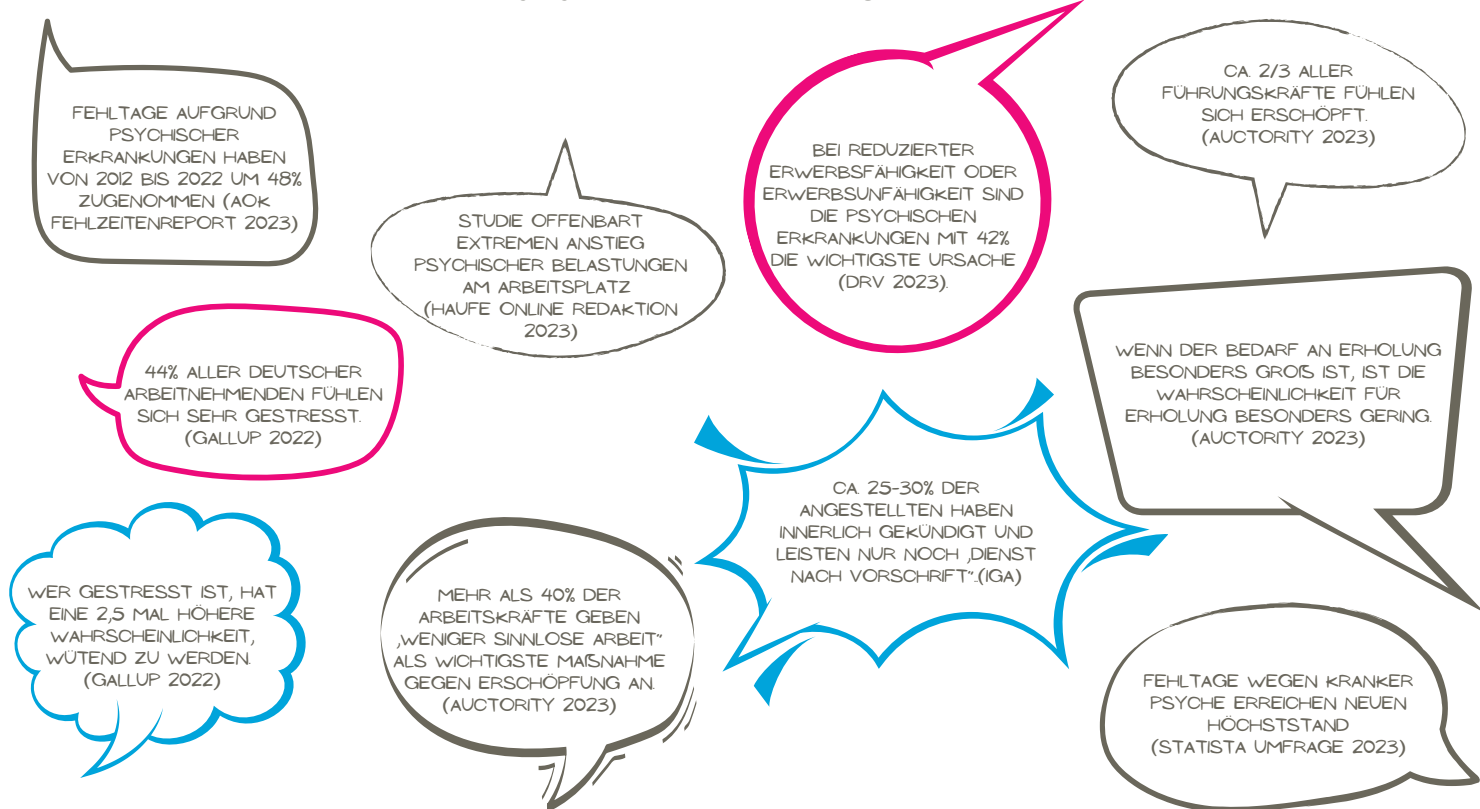 FEHLTAGE AUFGRUND
PSYCHISCHER
ERKRANKUNGEN HABEN
VON 2012 BIS 2022 UM 48%
ZUGENOMMEN (AOK
FEHLZEITENREPORT 2023)
STUDIE OFFENBART
EXTREMEN ANSTIEG
PSYCHISCHER BELASTUNGEN
AM ARBEITSPLATZ
(HAUFE ONLINE REDAKTION
2023)
BEI REDUZIERTER
ERWERBSFÄHIGKEIT ODER
ERWERBSUNFÄHIGKEIT SIND
DIE PSYCHISCHEN
ERKRANKUNGEN MIT 42%
DIE WICHTIGSTE URSACHE
(DRV 2023).
CA. 2/3 ALLER
FÜHRUNGSKRÄFTE FÜHLEN
SICH ERSCHÖPFT.
(AUCTORITY 2023)
44% ALLER DEUTSCHER
ARBEITNEHMENDEN FÜHLEN
SICH SEHR GESTRESST.
(GALLUP 2022)
WENN DER BEDARF AN ERHOLUNG
BESONDERS GROß IST, IST DIE
WAHRSCHEINLICHKEIT FÜR
ERHOLUNG BESONDERS GERING.
(AUCTORITY 2023)
CA. 25-30% DER
ANGESTELLTEN HABEN
INNERLICH GEKÜNDIGT UND
LEISTEN NUR NOCH „DIENST
NACH VORSCHRIFT“.(IGA)
WER GESTRESST IST, HAT
EINE 2,5 MAL HÖHERE
WAHRSCHEINLICHKEIT,
WÜTEND ZU WERDEN.
(GALLUP 2022)
MEHR ALS 40% DER
ARBEITSKRÄFTE GEBEN
„WENIGER SINNLOSE ARBEIT“
ALS WICHTIGSTE MAßNAHME
GEGEN ERSCHÖPFUNG AN.
(AUCTORITY 2023)
FEHLTAGE WEGEN KRANKER
PSYCHE ERREICHEN NEUEN
HÖCHSTSTAND
(STATISTA UMFRAGE 2023)